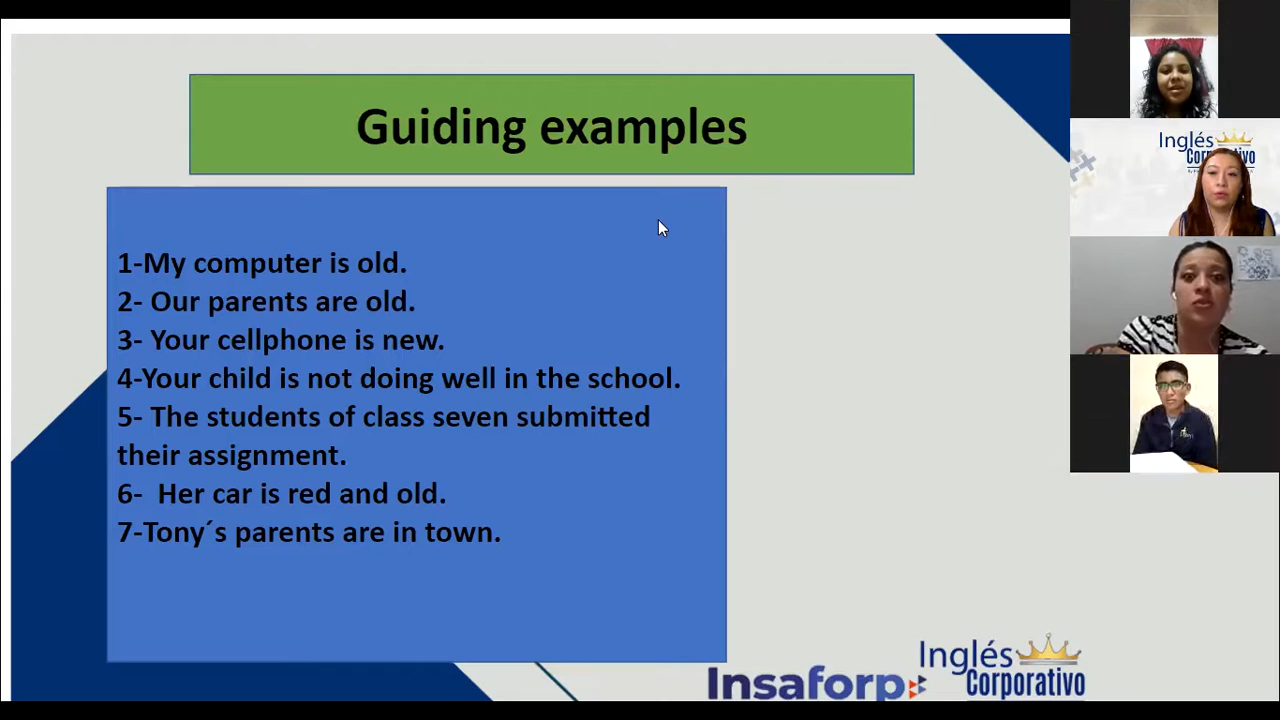 Guiding examples
1-My computer is old.
2- Our parents are old.
3- Your cellphone is new.
4-Your child is not doing well in the school.
5- The students of class seven submitted
their assignment.
6-  Her car is red and old.
7-Tony´s parents are in town.
Insaforp
Inglés
Corporativo
Inglés
Corporativo